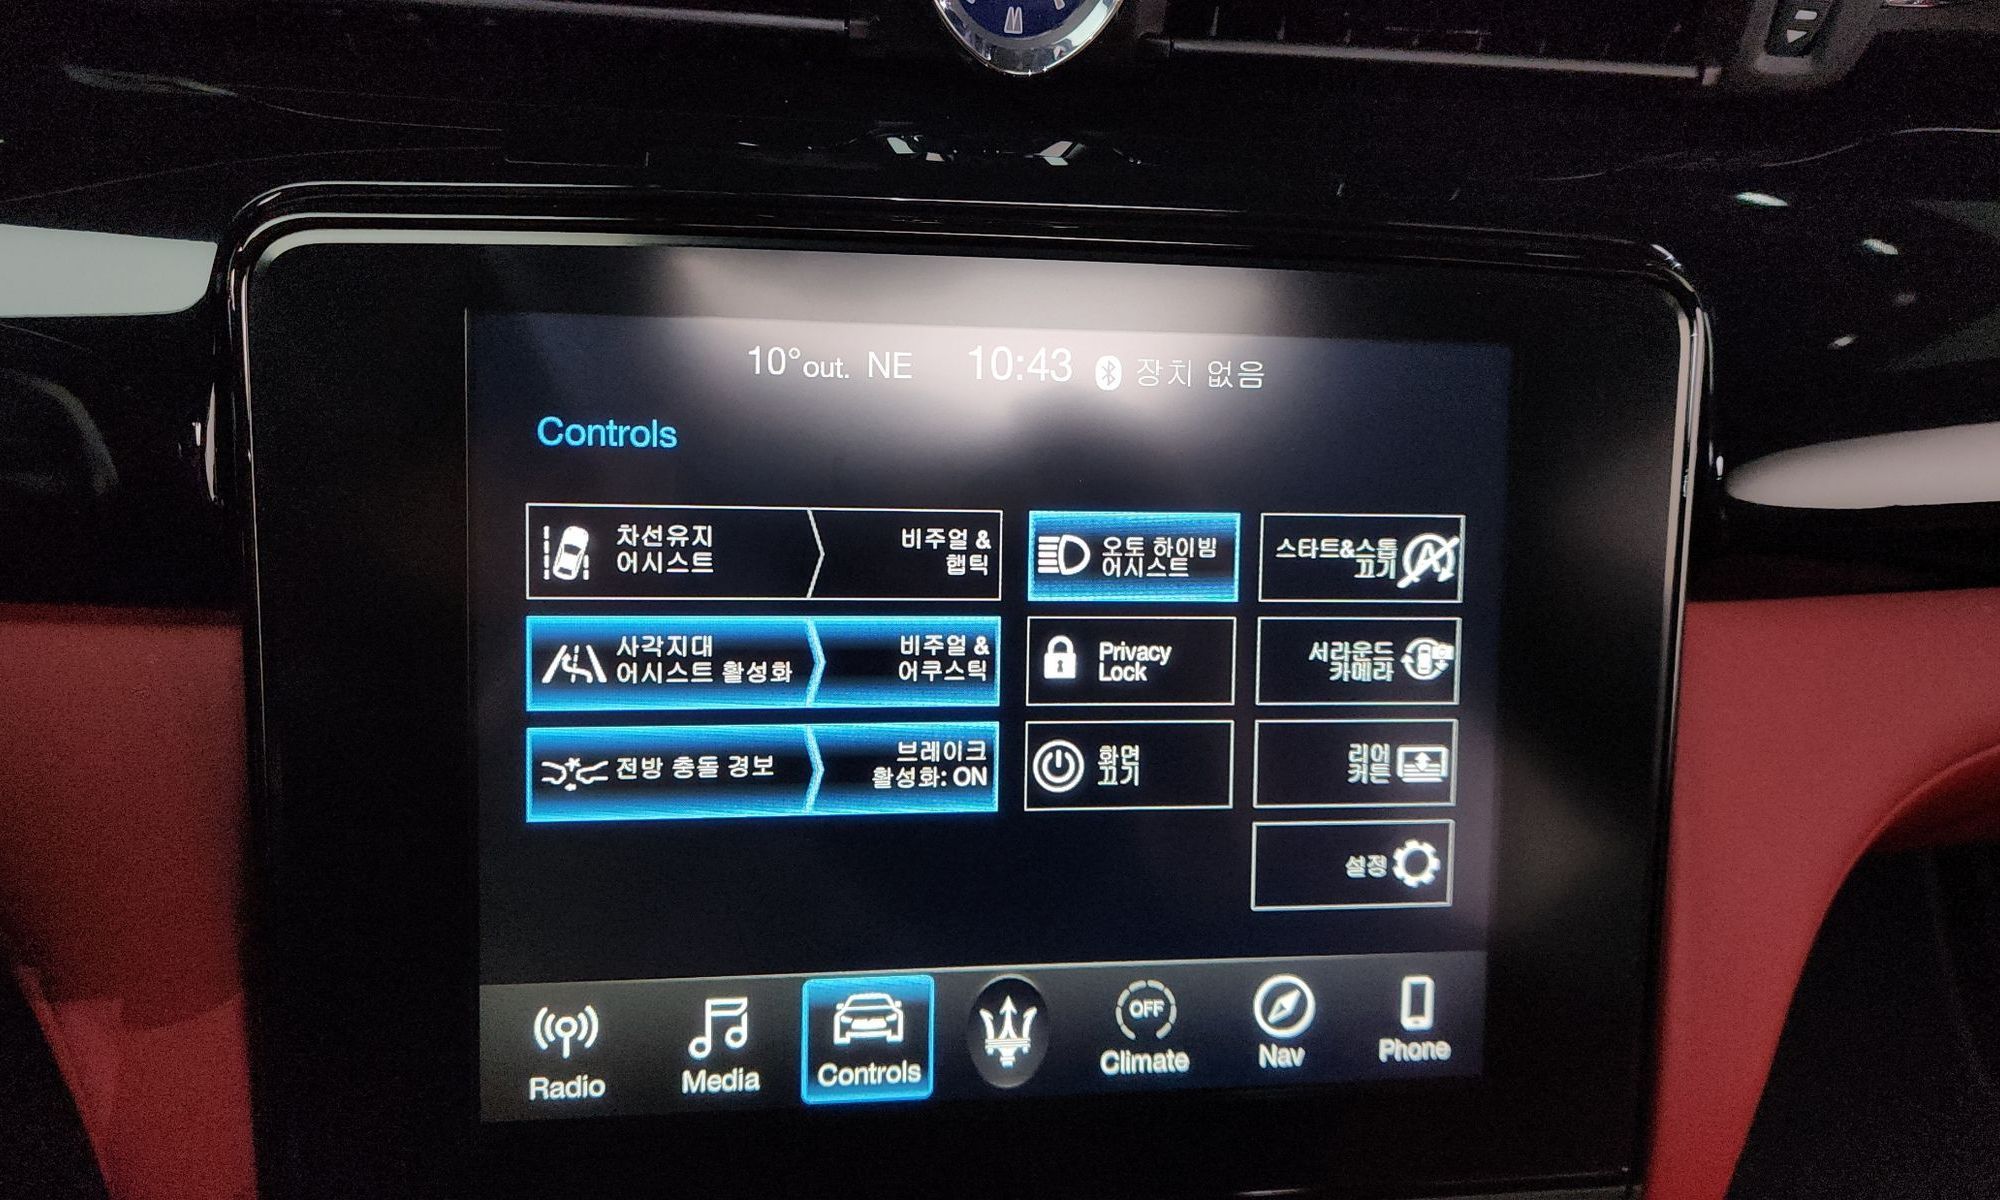 10° out. NE 10:43 장치 없음
Controls
차선유지
어시스트
비주얼 &
햅틱
오토 하이빔
어시스트
스타트&스톱
끄기
사각지대
어시스트 활성화
비주얼 &
어쿠스틱
Privacy
Lock
서라운드
카메라
전방 충돌 경보
브레이크
활성화: ON
화면
끄기
리어
커튼
설정
OFF
Radio
Media
Controls
Climate
Nav
Phone